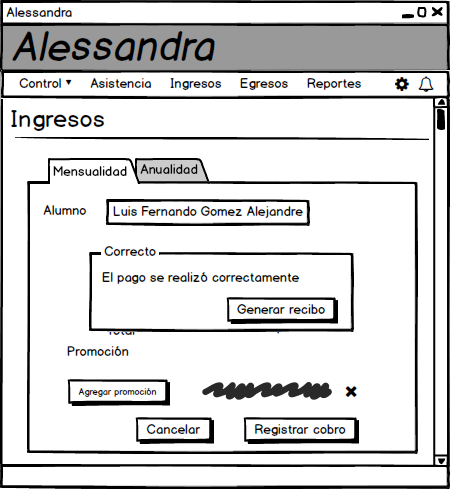 Alessandra
Alessandra
Control Asistencia Ingresos Egresos Reportes
Ingresos
Mensualidad Anualidad
Alumno Luis Fernando Gomez Alejandre
Correcto
El pago se realizó correctamente
Generar recibo
Total
Promoción
Agregar promoción
Cancelar Registrar cobro